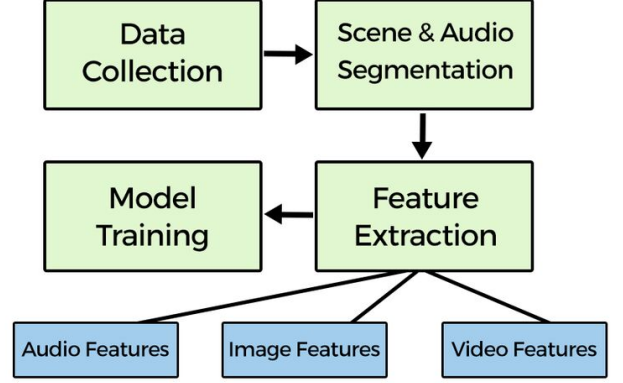 Data
Collection
Scene & Audio
Segmentation
Model
Training
Feature
Extraction
Audio Features
Image Features
Video Features